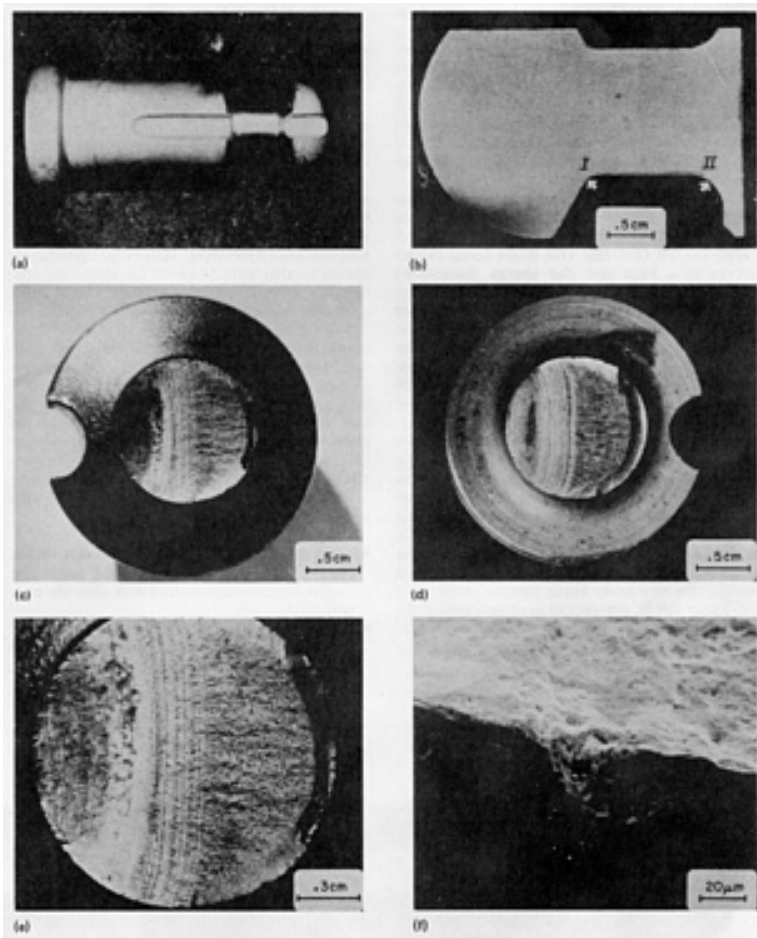 I II
.5cm
(a)
(b)
.5cm
.5cm
(c)
(d)
.3cm
20μm
(e)
(f)